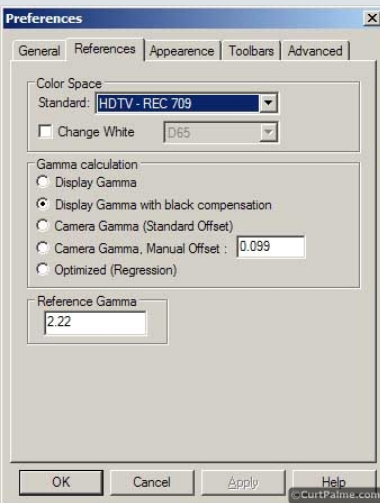 Preferences
General References Appearence Toolbars Advanced
Color Space
Standard: HDTV - REC 709
Change White D65
Gamma calculation
Display Gamma
Display Gamma with black compensation
Camera Gamma (Standard Offset)
Camera Gamma, Manual Offset : 0.099
Optimized (Regression)
Reference Gamma
2.22
OK Cancel Apply Help
©CurtPalme.com